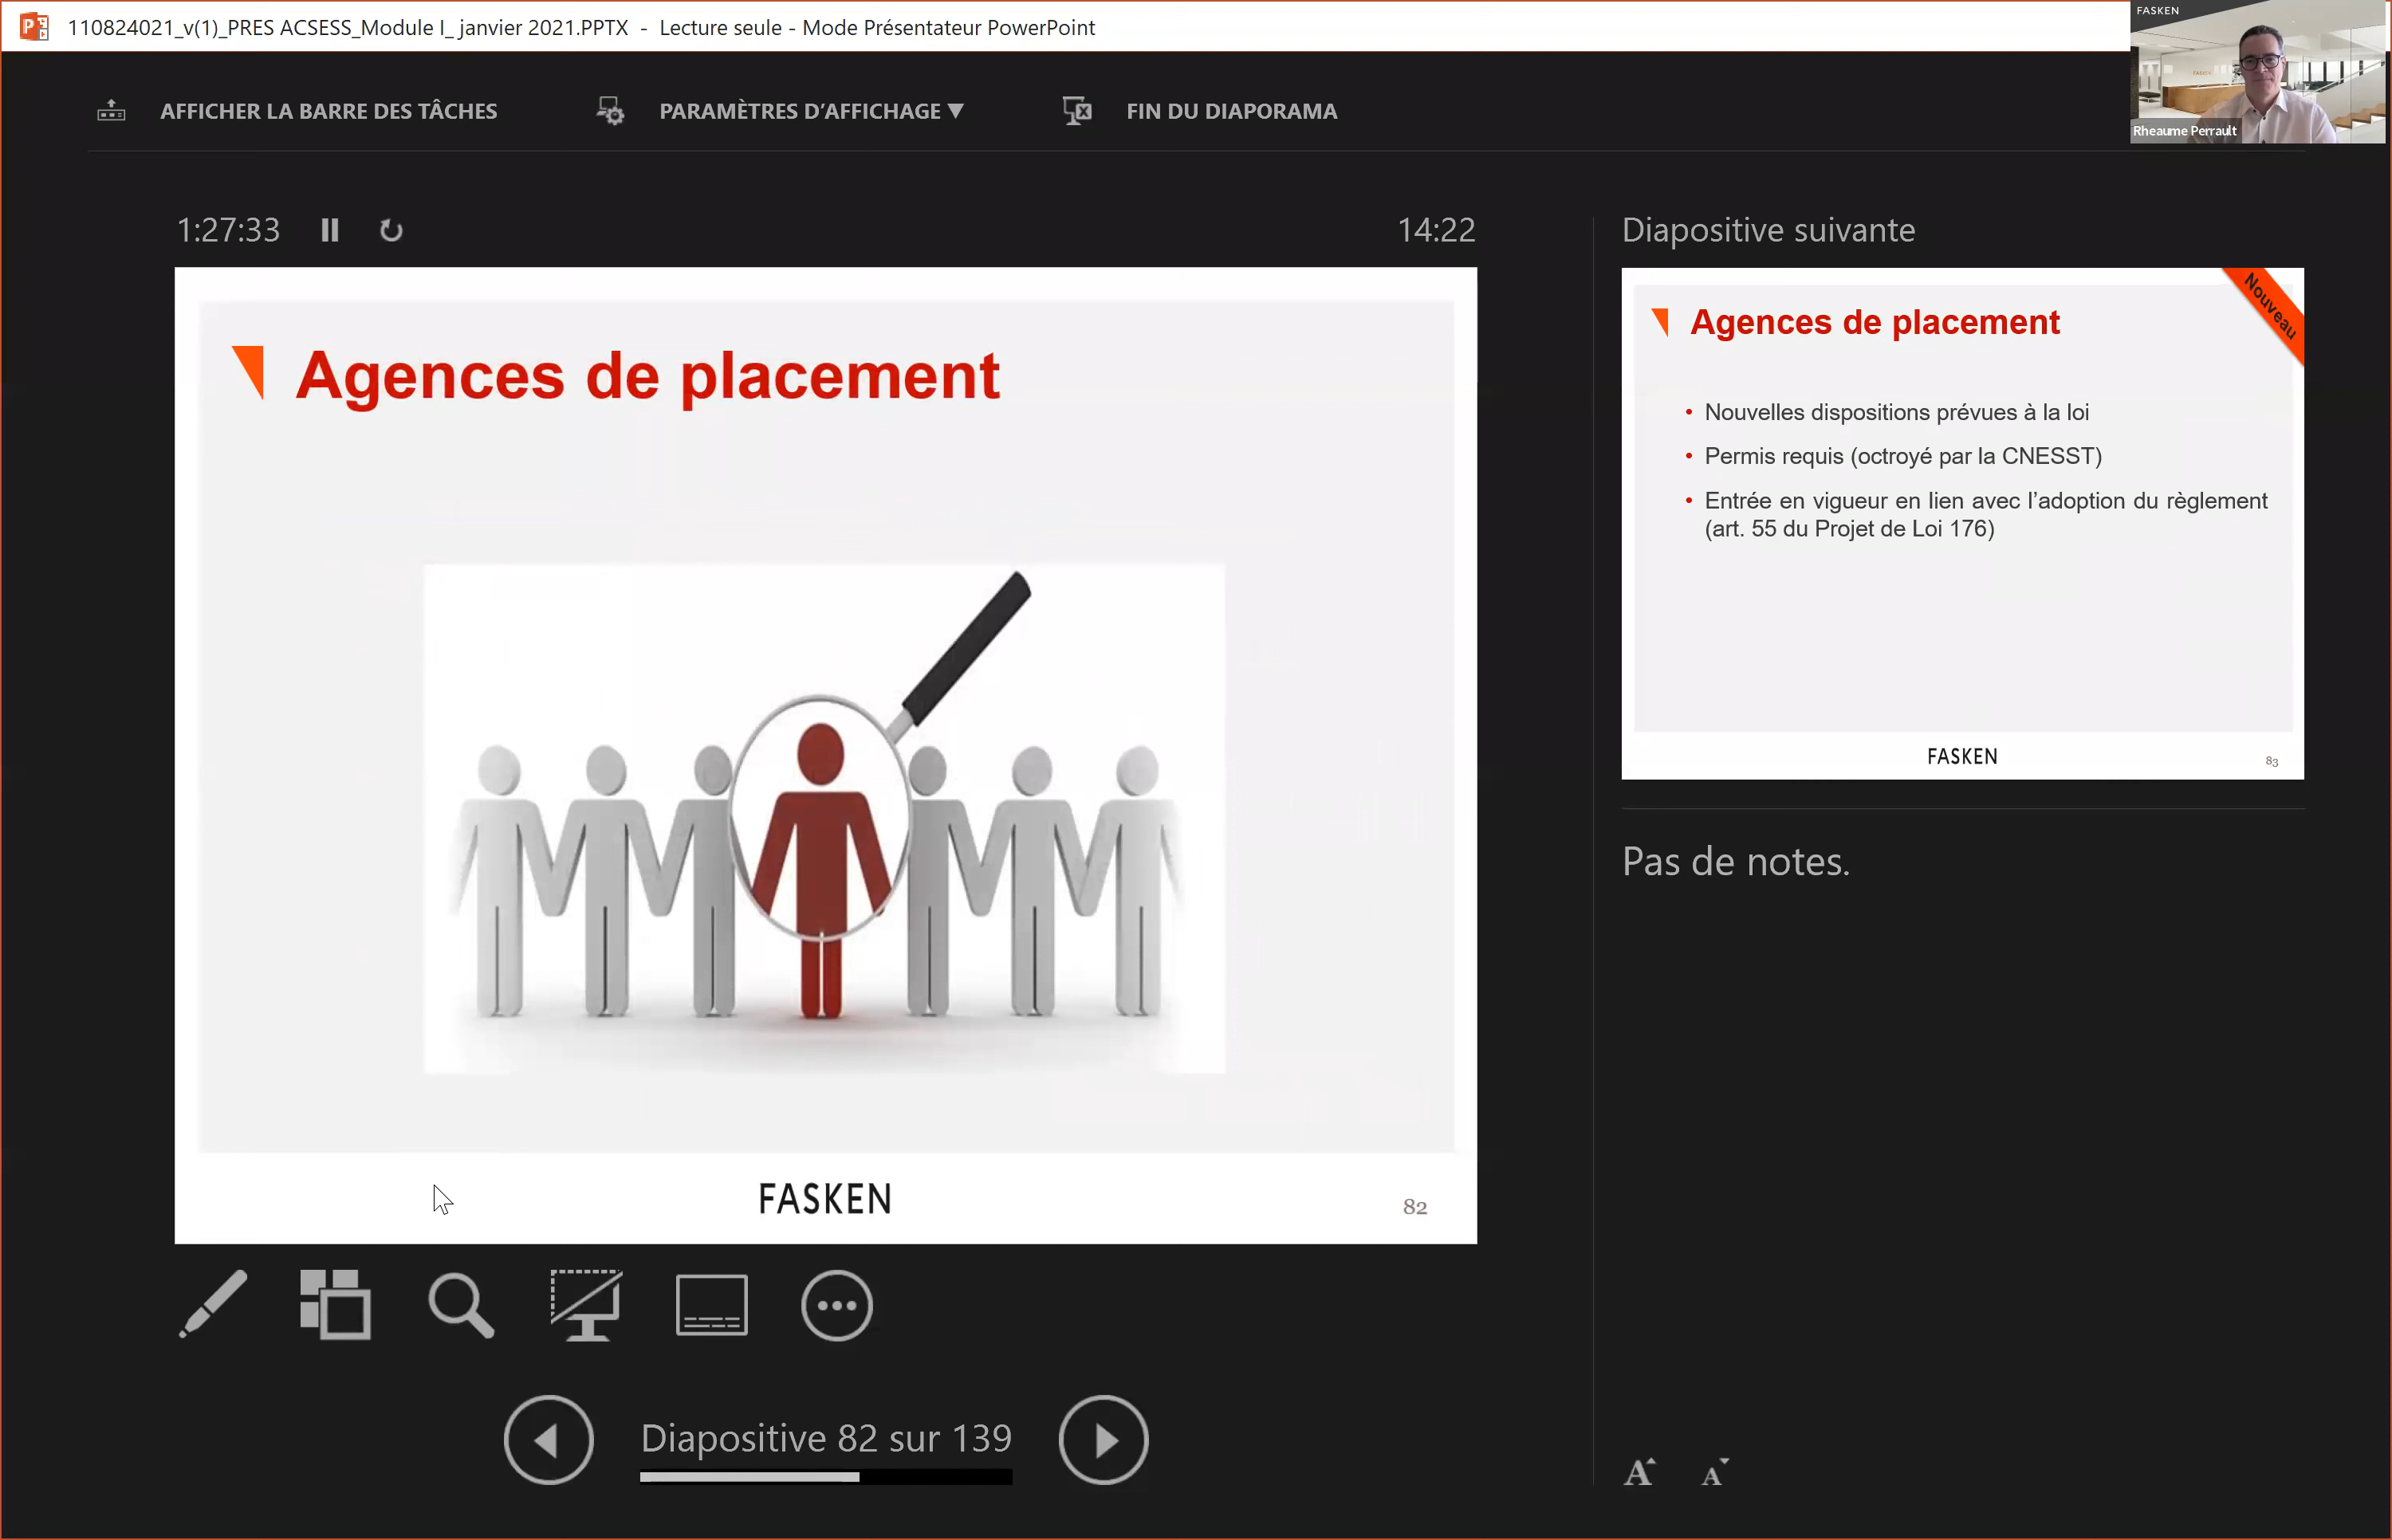 110824021_v(1)_PRES ACSESS_Module I_ janvier 2021.PPTX - Lecture seule - Mode Présentateur PowerPoint
FASKEN
Rheaume Perrault
AFFICHER LA BARRE DES TÂCHES
PARAMÈTRES D’AFFICHAGE
FIN DU DIAPORAMA
1:27:33
14:22
Agences de placement
FASKEN
82
Diapositive 82 sur 139
Diapositive suivante
Nouveau
Agences de placement
• Nouvelles dispositions prévues à la loi
• Permis requis (octroyé par la CNESST)
• Entrée en vigueur en lien avec l’adoption du règlement
(art. 55 du Projet de Loi 176)
FASKEN
83
Pas de notes.
A A